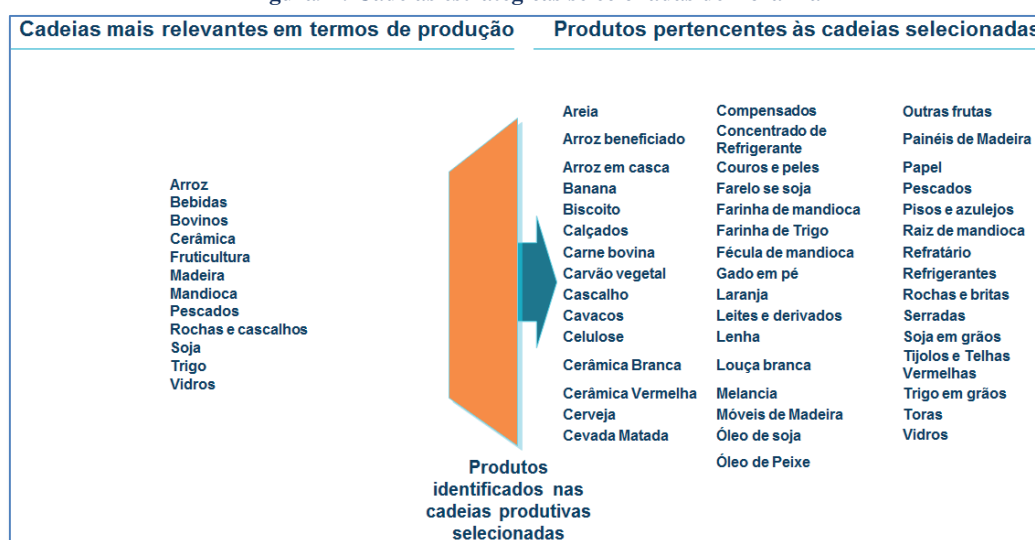 Cadeias mais relevantes em termos de produção
Produtos pertencentes às cadeias selecionadas
Arroz
Bebidas
Bovinos
Cerâmica
Fruticultura
Madeira
Mandioca
Pescados
Rochas e cascalhos
Soja
Trigo
Vidros
Produtos
identificados nas
cadeias produtivas
selecionadas
Areia
Arroz beneficiado
Arroz em casca
Banana
Biscoito
Calçados
Carne bovina
Carvão vegetal
Cascalho
Cavacos
Celulose
Cerâmica Branca
Cerâmica Vermelha
Cerveja
Cevada Matada
Compensados
Concentrado de
Refrigerante
Couros e peles
Farelo se soja
Farinha de mandioca
Farinha de Trigo
Fécula de mandioca
Gado em pé
Laranja
Leites e derivados
Lenha
Louça branca
Melancia
Móveis de Madeira
Óleo de soja
Óleo de Peixe
Outras frutas
Painéis de Madeira
Papel
Pescados
Pisos e azulejos
Raiz de mandioca
Refratário
Refrigerantes
Rochas e britas
Serradas
Soja em grãos
Tijolos e Telhas
Vermelhas
Trigo em grãos
Toras
Vidros